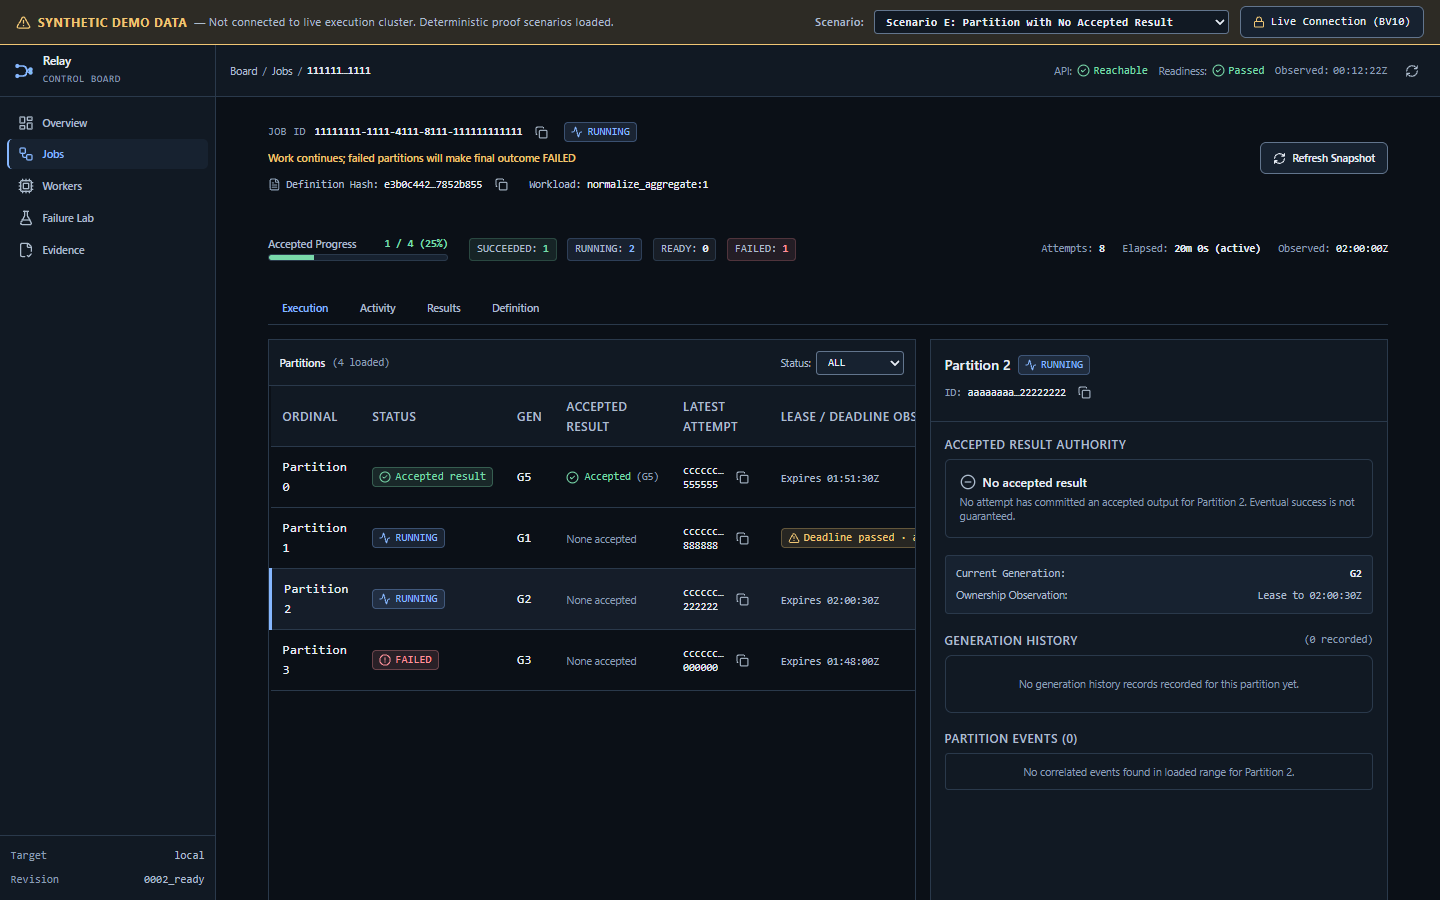 SYNTHETIC DEMO DATA — Not connected to live execution cluster. Deterministic proof scenarios loaded.
Scenario: Scenario E: Partition with No Accepted Result
Live Connection (BV10)
Relay
CONTROL BOARD
Board / Jobs / 111111…1111
API: Reachable Readiness: Passed Observed: 00:12:22Z
Overview
Jobs
Workers
Failure Lab
Evidence
JOB ID 11111111-1111-4111-8111-111111111111 RUNNING
Work continues; failed partitions will make final outcome FAILED
Definition Hash: e3b0c442…7852b855 Workload: normalize_aggregate:1
Refresh Snapshot
Accepted Progress 1 / 4 (25%)
SUCCEEDED: 1 RUNNING: 2 READY: 0 FAILED: 1
Attempts: 8 Elapsed: 20m 0s (active) Observed: 02:00:00Z
Execution Activity Results Definition
Partitions (4 loaded)
Status: ALL
ORDINAL STATUS GEN ACCEPTED RESULT LATEST ATTEMPT LEASE / DEADLINE OBS
Partition 0 Accepted result G5 Accepted (G5) cccccc…555555 Expires 01:51:30Z
Partition 1 RUNNING G1 None accepted cccccc…888888 Deadline passed · a
Partition 2 RUNNING G2 None accepted cccccc…222222 Expires 02:00:30Z
Partition 3 FAILED G3 None accepted cccccc…000000 Expires 01:48:00Z
Partition 2 RUNNING
ID: aaaaaaaa…22222222
ACCEPTED RESULT AUTHORITY
No accepted result
No attempt has committed an accepted output for Partition 2. Eventual success is not
guaranteed.
Current Generation: G2
Ownership Observation: Lease to 02:00:30Z
GENERATION HISTORY (0 recorded)
No generation history records recorded for this partition yet.
PARTITION EVENTS (0)
No correlated events found in loaded range for Partition 2.
Target local
Revision 0002_ready